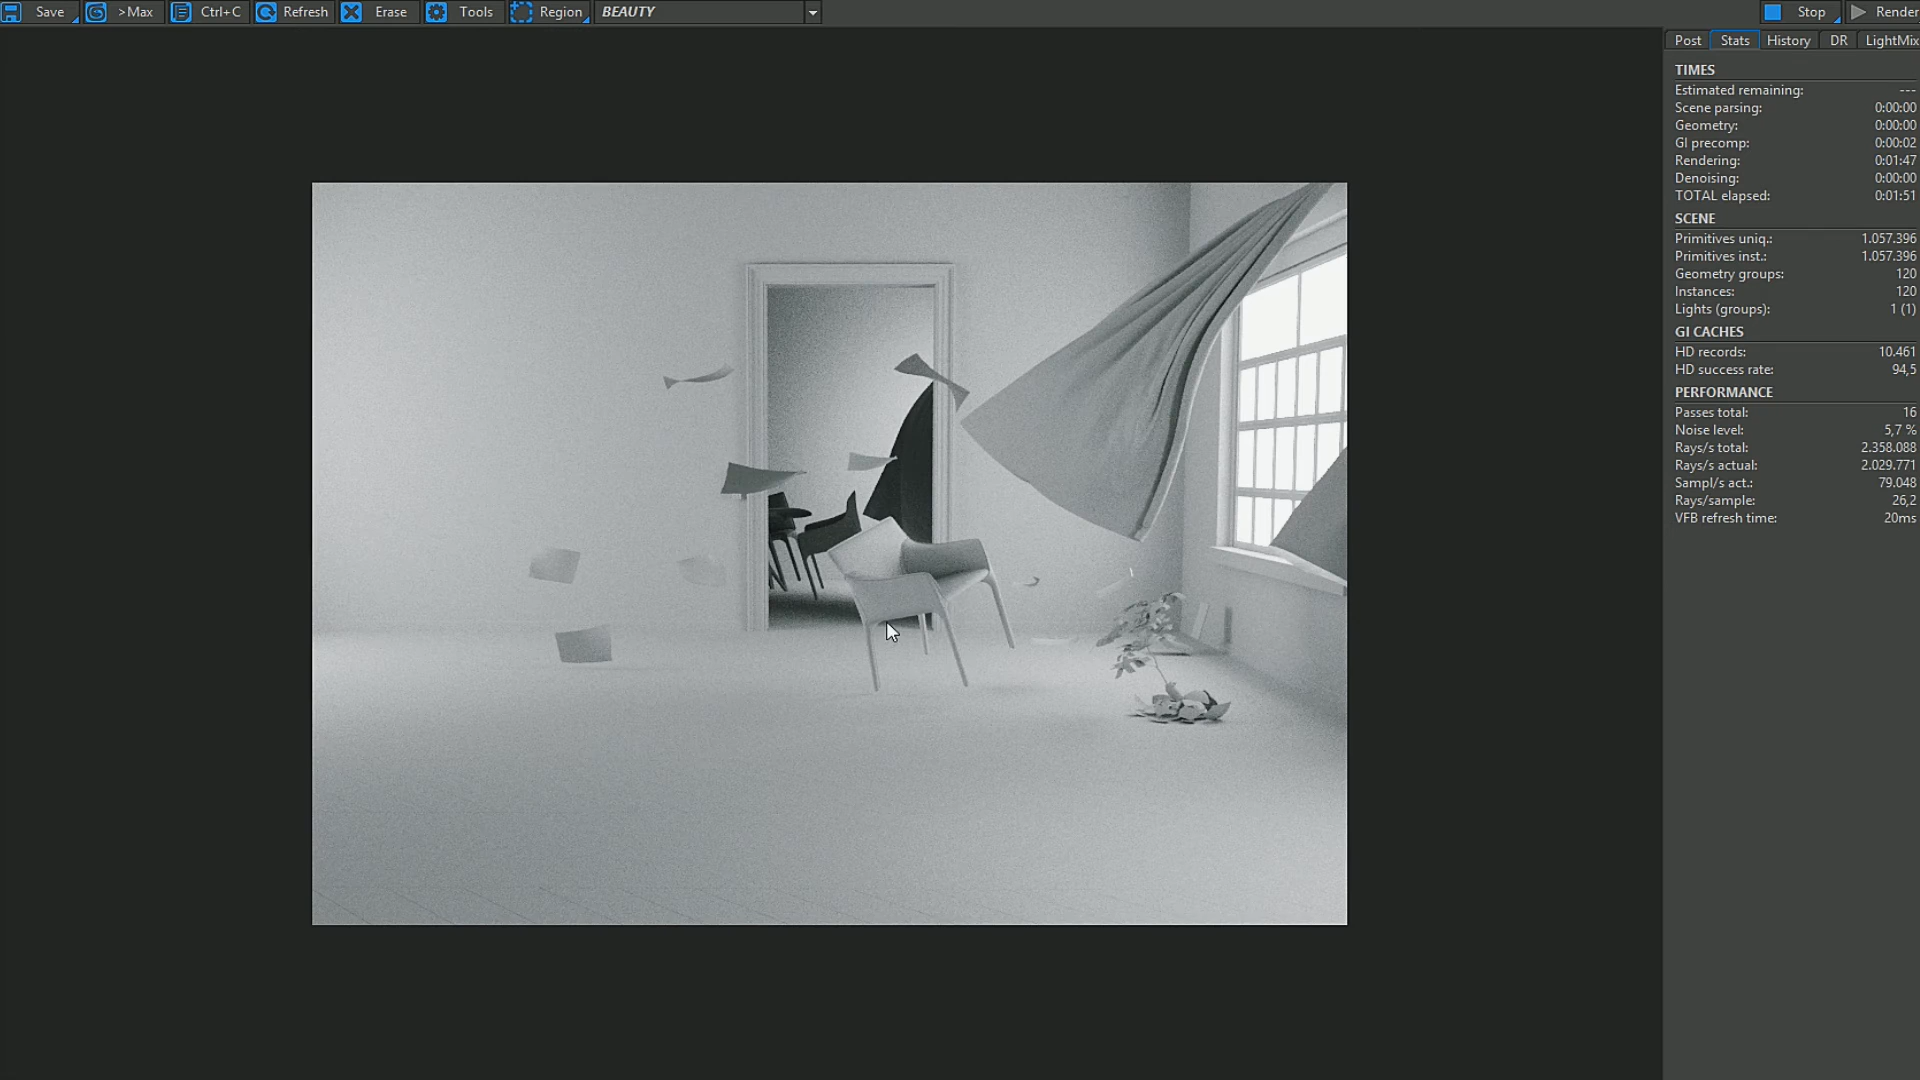 Save >Max Ctrl+C Refresh Erase Tools Region BEAUTY Stop Render
Post Stats History DR LightMix
TIMES
Estimated remaining: ---
Scene parsing: 0:00:00
Geometry: 0:00:00
GI precomp: 0:00:02
Rendering: 0:01:47
Denoising: 0:00:00
TOTAL elapsed: 0:01:51
SCENE
Primitives uniq.: 1.057.396
Primitives inst.: 1.057.396
Geometry groups: 120
Instances: 120
Lights (groups): 1 (1)
GI CACHES
HD records: 10.461
HD success rate: 94,5
PERFORMANCE
Passes total: 16
Noise level: 5,7 %
Rays/s total: 2.358.088
Rays/s actual: 2.029.771
Sampl/s act.: 79.048
Rays/sample: 26,2
VFB refresh time: 20ms